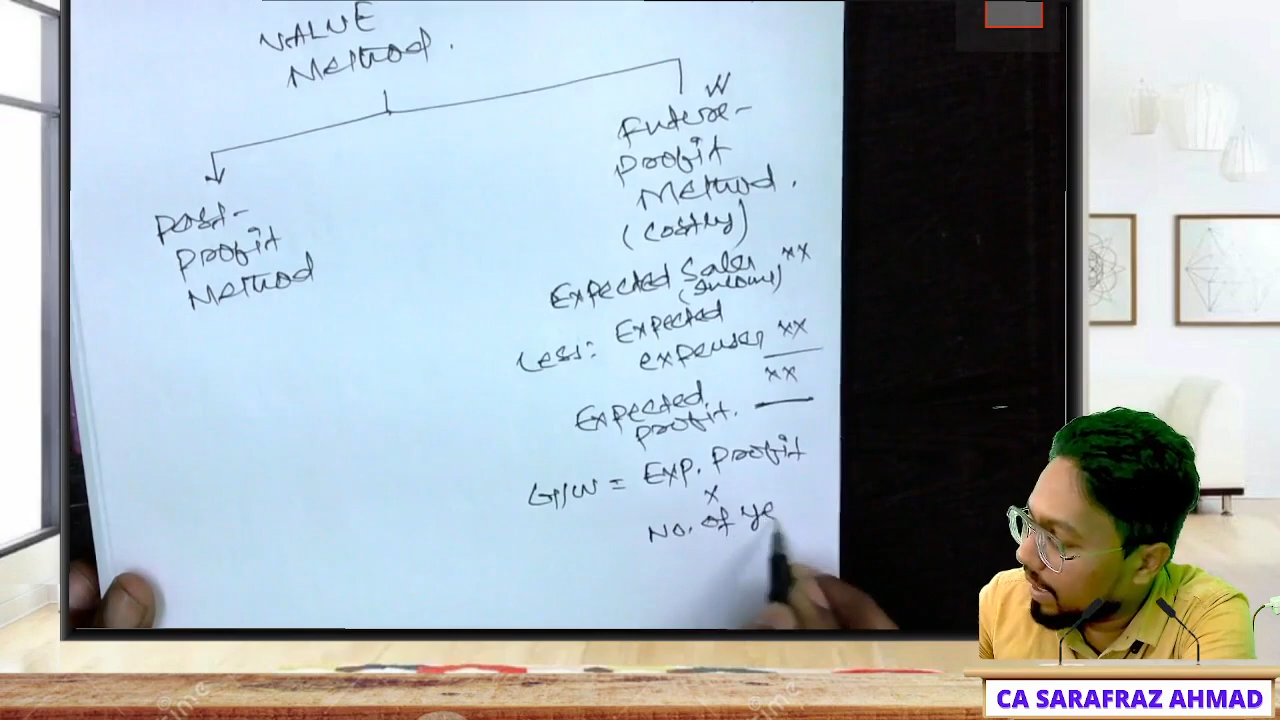 VALUE
Method.
Past-
profit
Method
Future-
profit
Method.
(costly)
Expected Sales xx
(Income)
Less: Expected
expenses xx
xx
Expected
profit.
G/W = Exp. Profit
x
No. of Ye
CA SARAFRAZ AHMAD